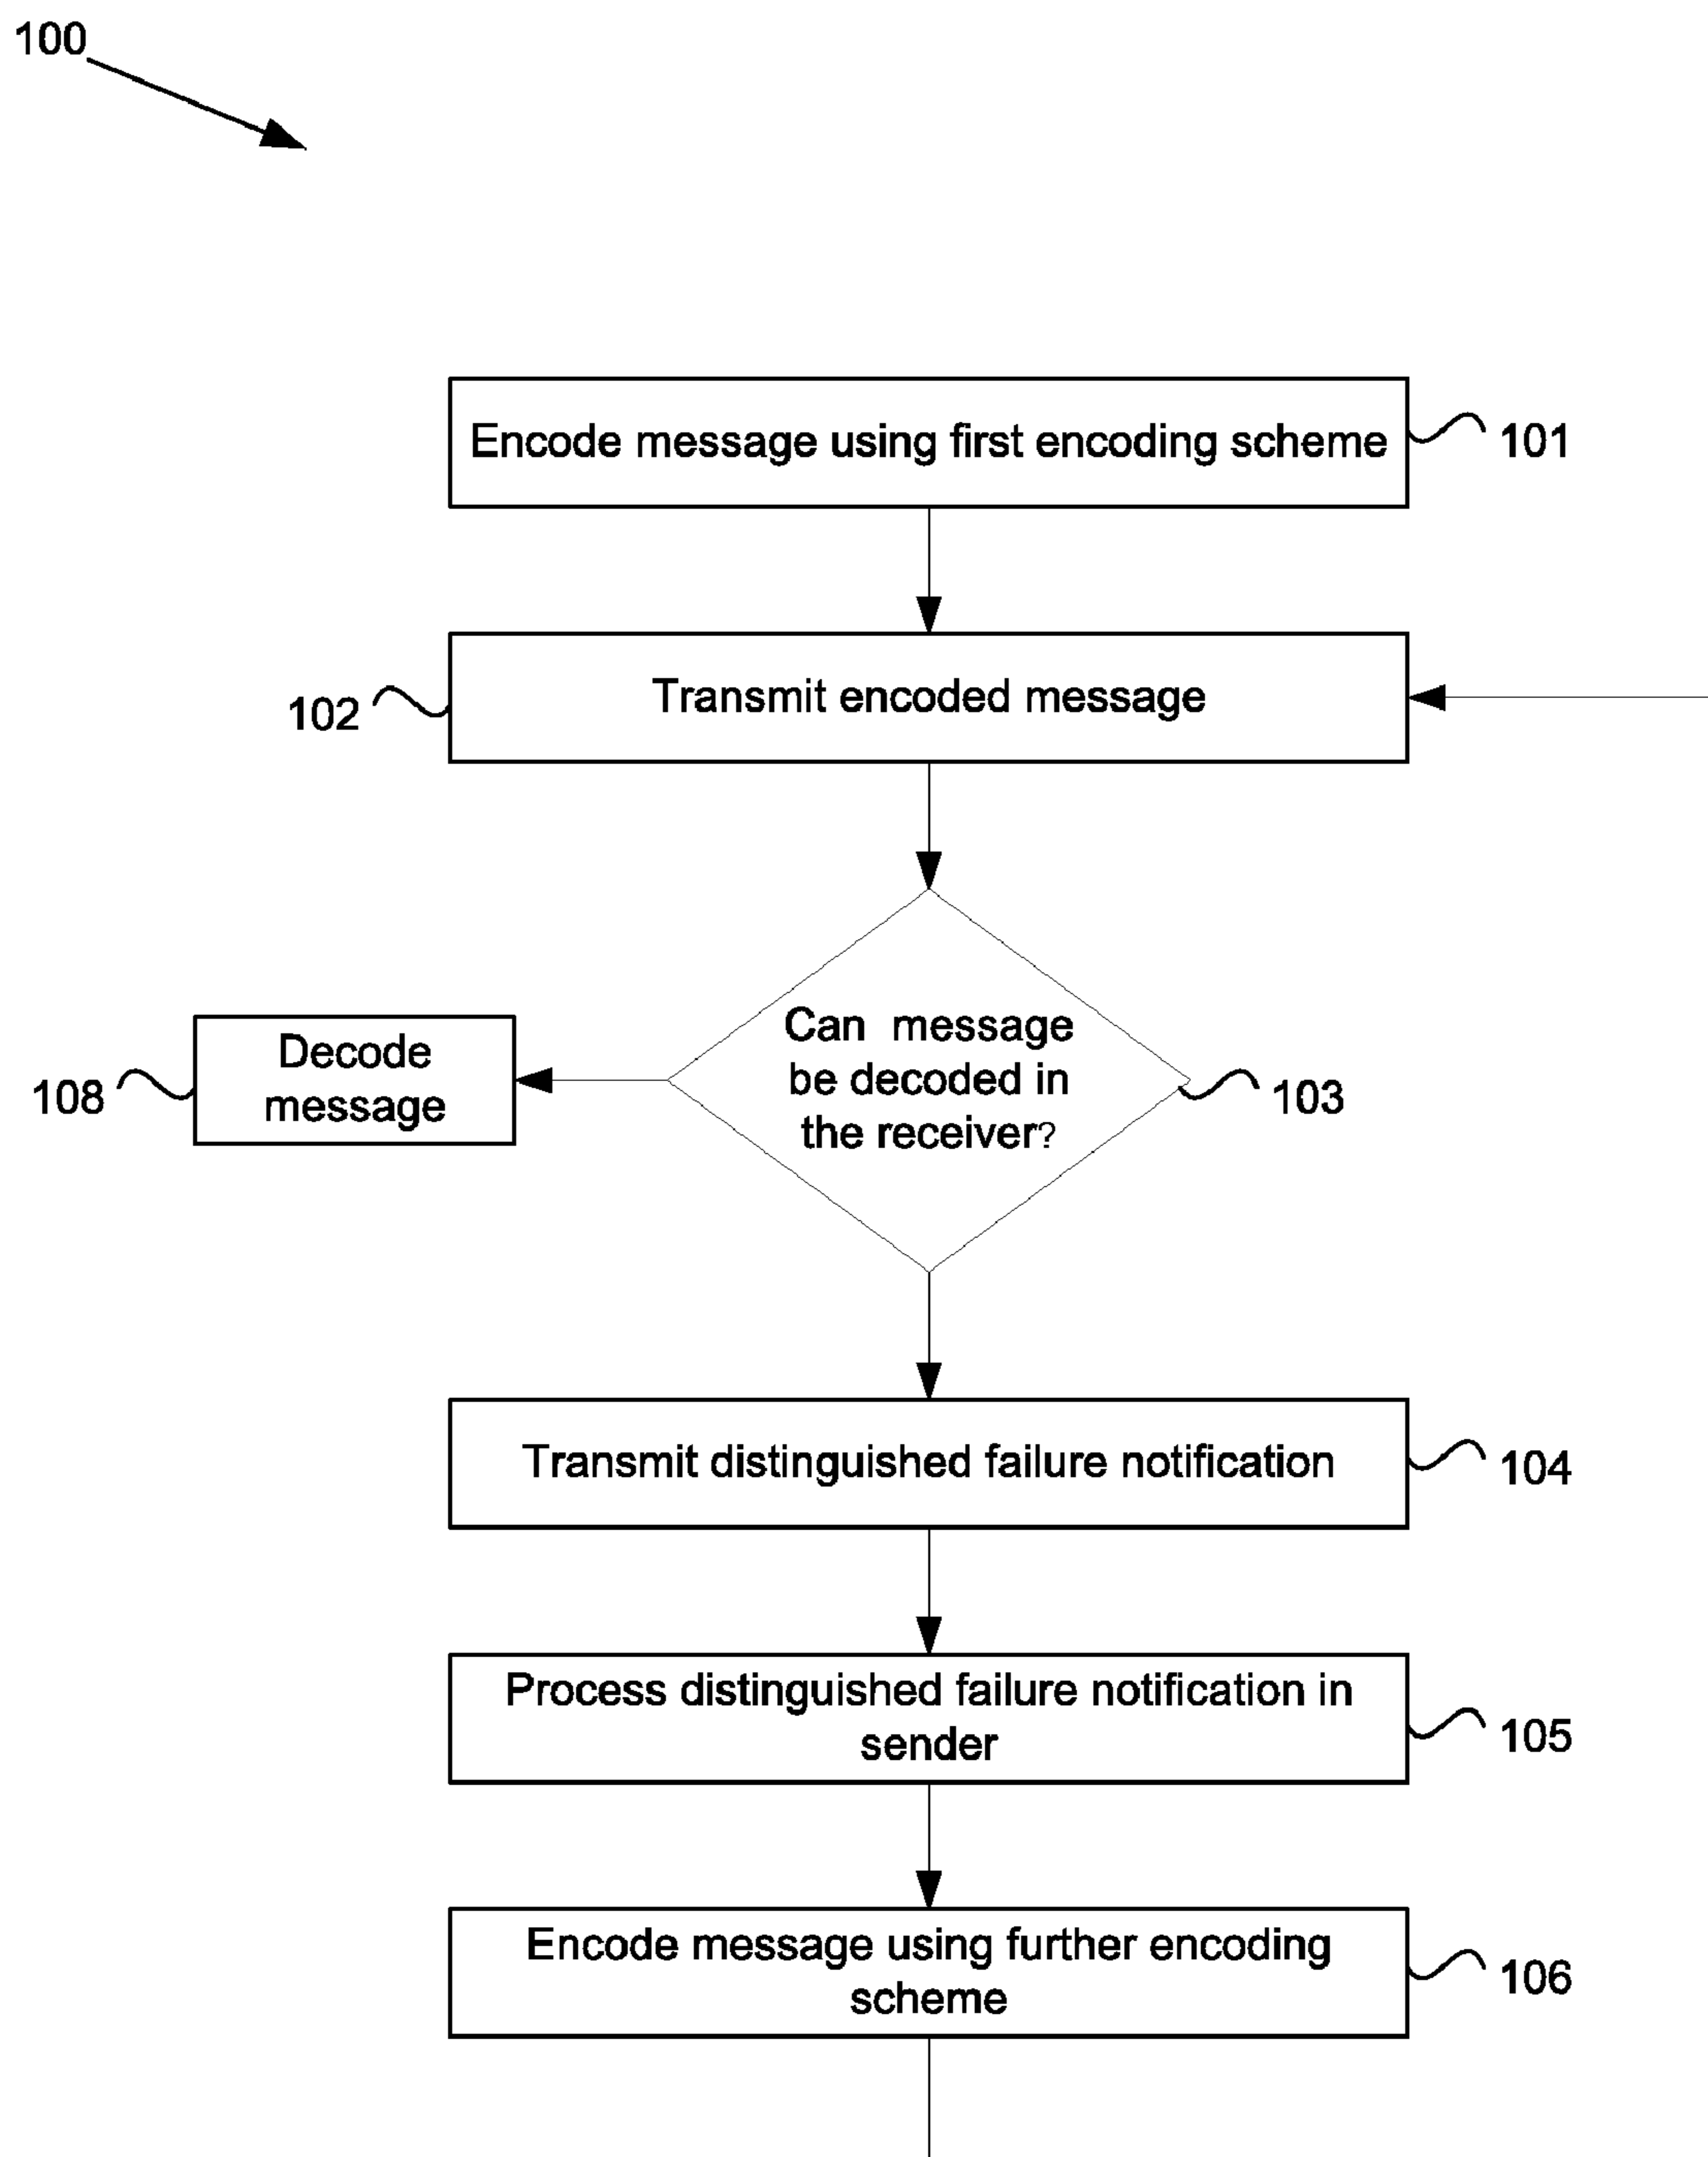 100
Encode message using first encoding scheme
101
Transmit encoded message
102
Can message
be decoded in
the receiver?
103
Decode
message
108
Transmit distinguished failure notification
104
Process distinguished failure notification in
sender
105
Encode message using further encoding
scheme
106